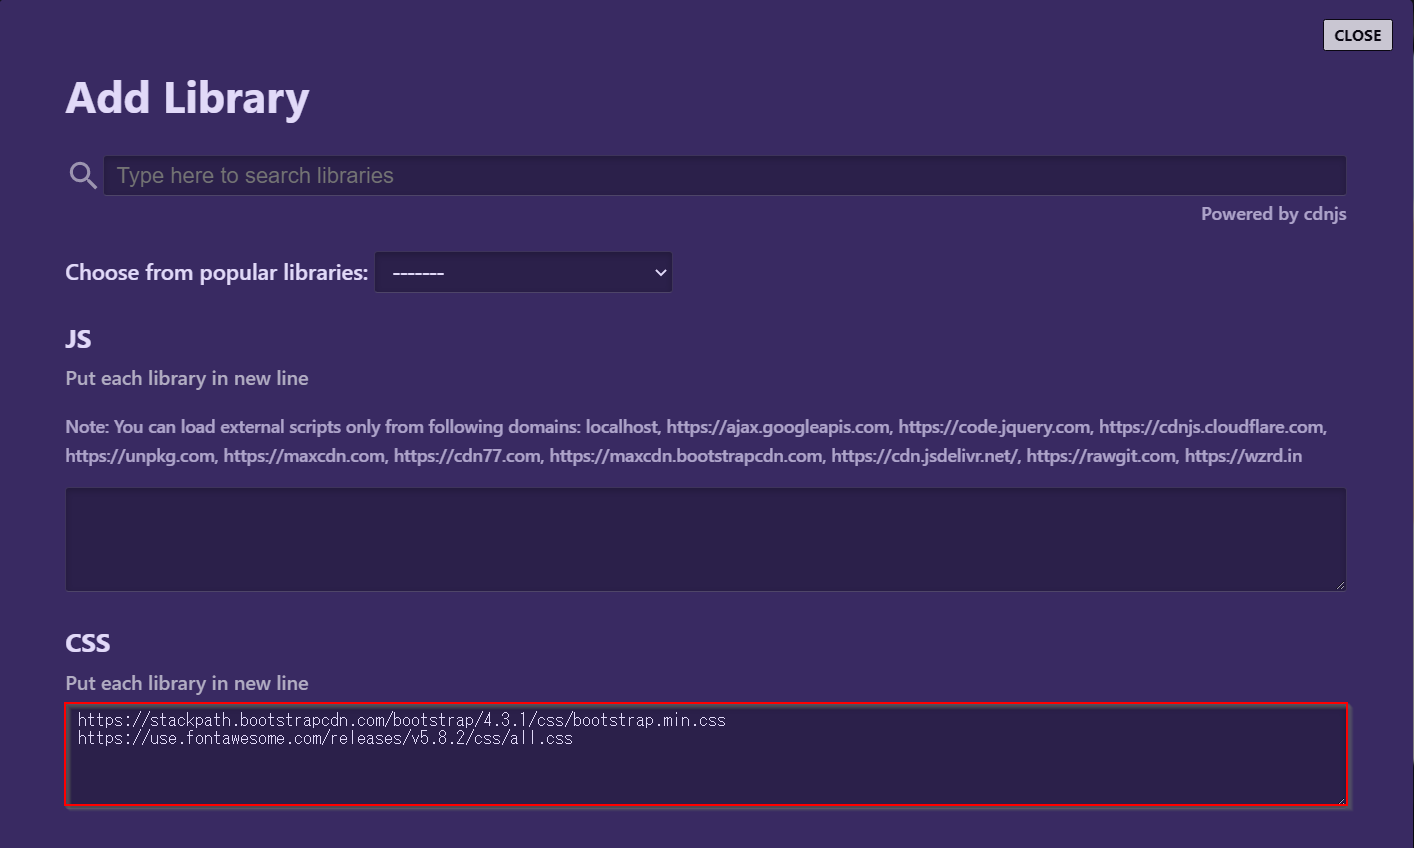 CLOSE
Add Library
Type here to search libraries
Powered by cdnjs
Choose from popular libraries: -------
JS
Put each library in new line
Note: You can load external scripts only from following domains: localhost, https://ajax.googleapis.com, https://code.jquery.com, https://cdnjs.cloudflare.com,
https://unpkg.com, https://maxcdn.com, https://cdn77.com, https://maxcdn.bootstrapcdn.com, https://cdn.jsdelivr.net/, https://rawgit.com, https://wzrd.in
CSS
Put each library in new line
https://stackpath.bootstrapcdn.com/bootstrap/4.3.1/css/bootstrap.min.css
https://use.fontawesome.com/releases/v5.8.2/css/all.css